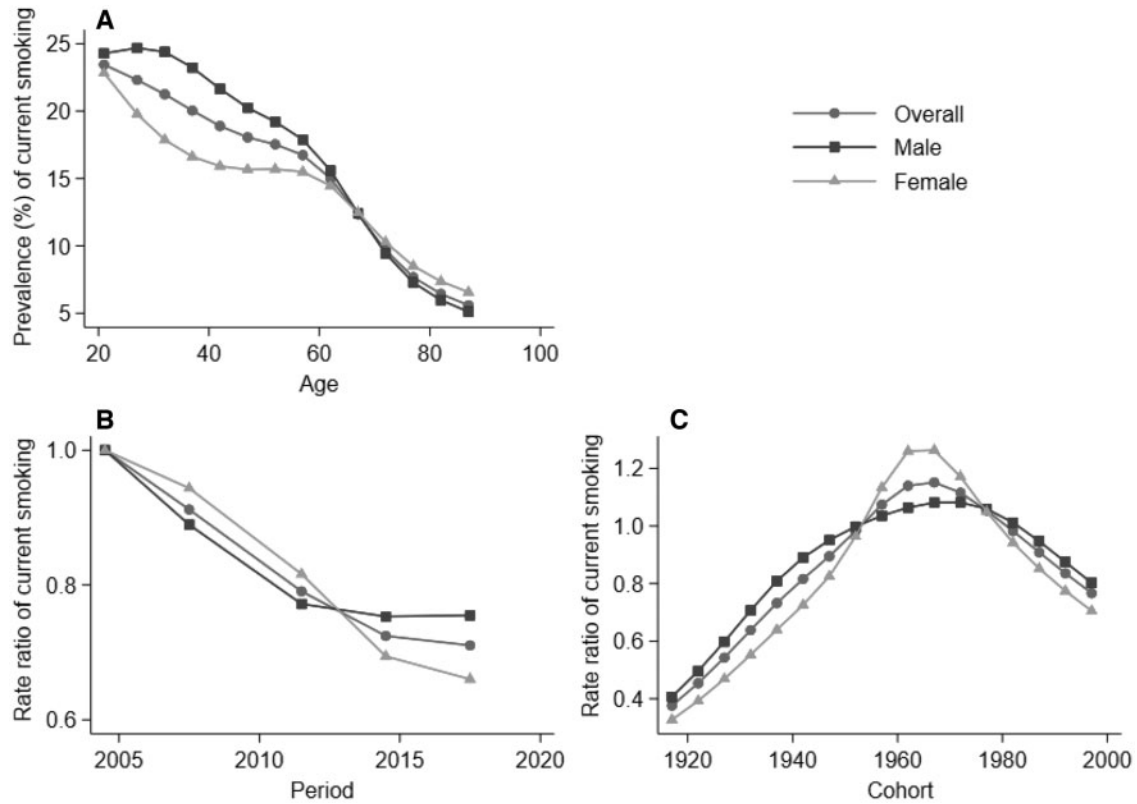 A
Prevalence (%) of current smoking
25
20
15
10
5
20 40 60 80 100
Age
Overall
Male
Female
B
Rate ratio of current smoking
1.0
0.8
0.6
2005 2010 2015 2020
Period
C
Rate ratio of current smoking
1.2
1.0
0.8
0.6
0.4
1920 1940 1960 1980 2000
Cohort